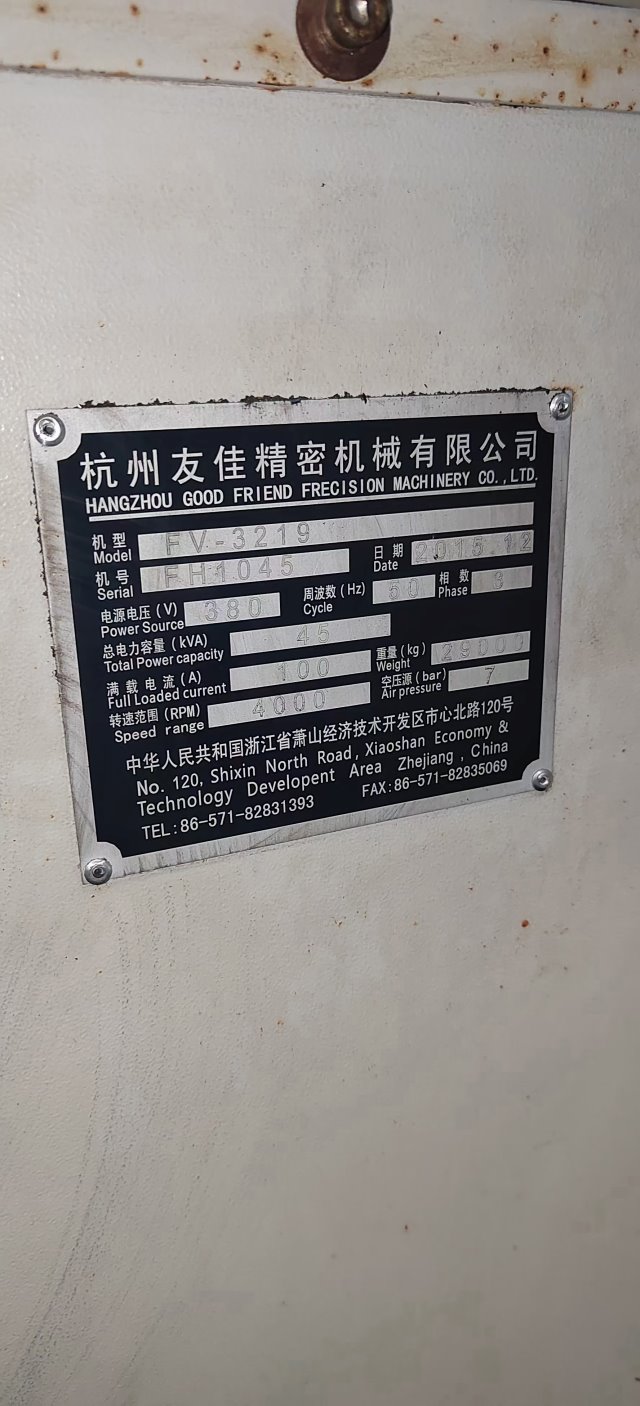 杭州友佳精密机械有限公司
HANGZHOU GOOD FRIEND FRECISION MACHINERY CO.,LTD.
机型 Model FV-3219
机号 Serial FH1045 日期 Date 2015.12
电源电压(V) Power Source 380 周波数(Hz) Cycle 50 相数 Phase 3
总电力容量(kVA) Total Power capacity 45
满载电流(A) Full Loaded current 100 重量(kg) Weight 29000
转速范围(RPM) Speed range 4000 空压源(bar) Air pressure 7
中华人民共和国浙江省萧山经济技术开发区市心北路120号
No. 120, Shixin North Road, Xiaoshan Economy &
Technology Development Area Zhejiang, China
TEL:86-571-82831393 FAX:86-571-82835069